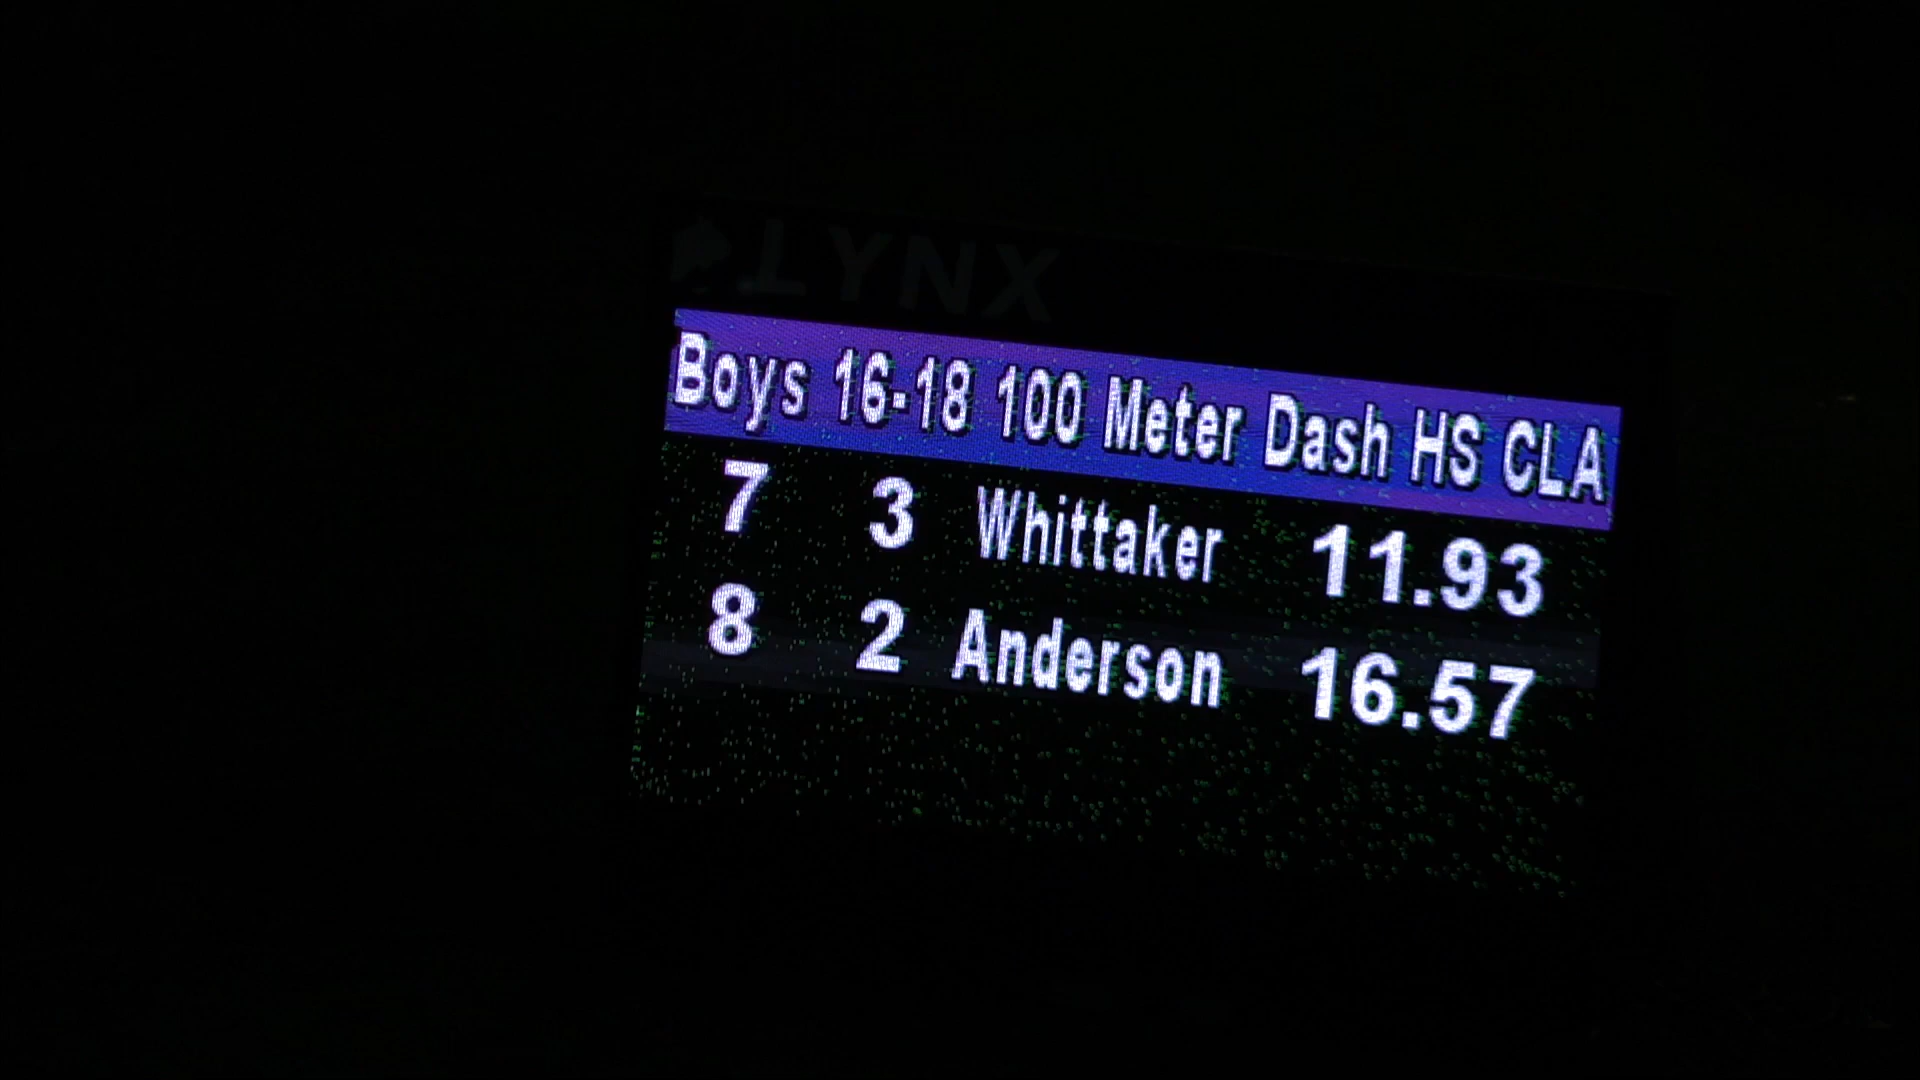 LYNX
Boys 16-18 100 Meter Dash HS CLA
7 3 Whittaker 11.93
8 2 Anderson 16.57